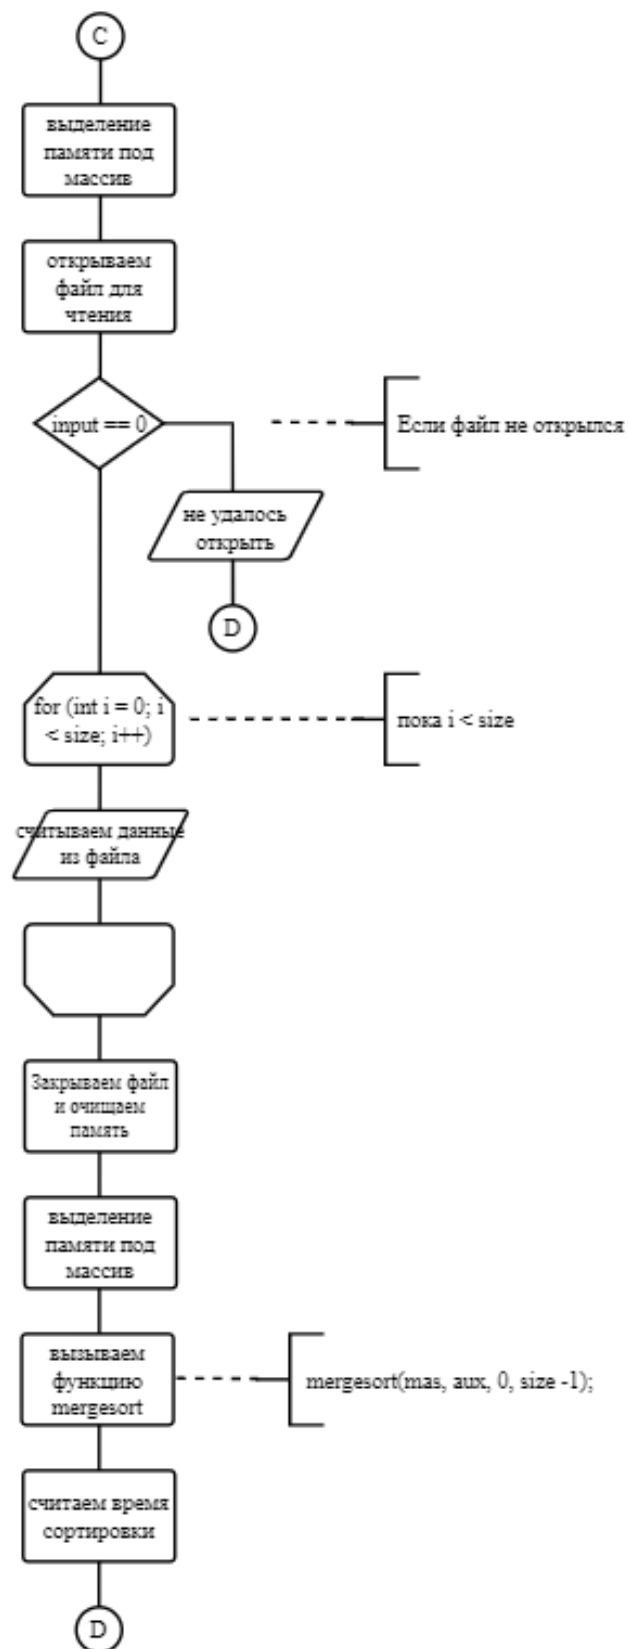 C
выделение
памяти под
массив
открываем
файл для
чтения
input == 0
Если файл не открылся
не удалось
открыть
D
for (int i = 0; i
< size; i++)
пока i < size
считываем данные
из файла
Закрываем файл
и очищаем
память
выделение
памяти под
массив
вызываем
функцию
mergesort
mergesort(mas, aux, 0, size -1);
считаем время
сортировки
D